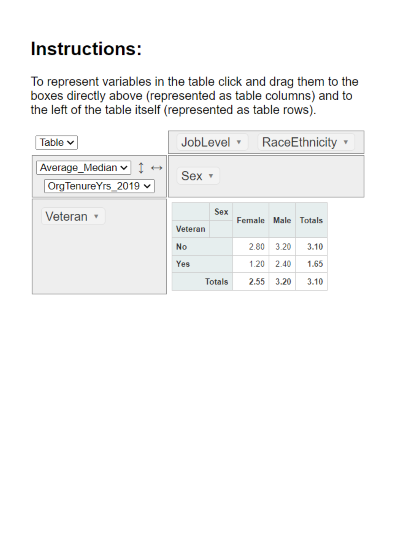 Instructions:
To represent variables in the table click and drag them to the
boxes directly above (represented as table columns) and to
the left of the table itself (represented as table rows).
Table JobLevel RaceEthnicity
Average_Median ↕ ↔
OrgTenureYrs_2019 Sex
Veteran
Sex Female Male Totals
Veteran
No 2.80 3.20 3.10
Yes 1.20 2.40 1.65
Totals 2.55 3.20 3.10